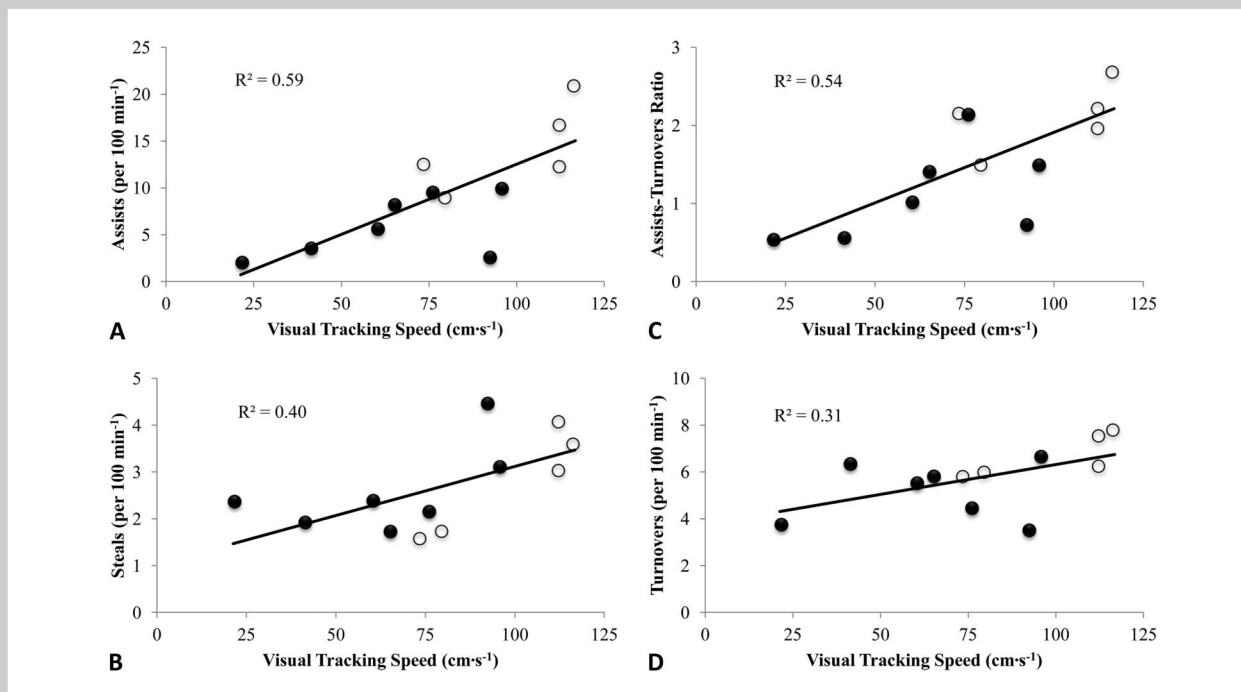 25
20
15
10
5
0
Assists (per 100 min⁻¹)
R² = 0.59
0 25 50 75 100 125
A
Visual Tracking Speed (cm·s⁻¹)
3
2
1
0
Assists-Turnovers Ratio
R² = 0.54
0 25 50 75 100 125
C
Visual Tracking Speed (cm·s⁻¹)
5
4
3
2
1
0
Steals (per 100 min⁻¹)
R² = 0.40
0 25 50 75 100 125
B
Visual Tracking Speed (cm·s⁻¹)
10
8
6
4
2
0
Turnovers (per 100 min⁻¹)
R² = 0.31
0 25 50 75 100 125
D
Visual Tracking Speed (cm·s⁻¹)